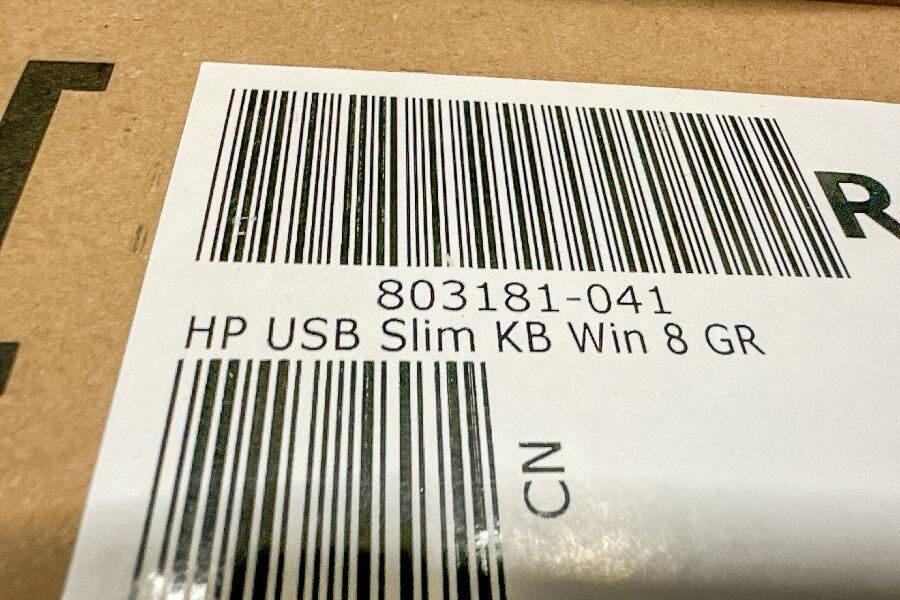 R
803181-041
HP USB Slim KB Win 8 GR
CN